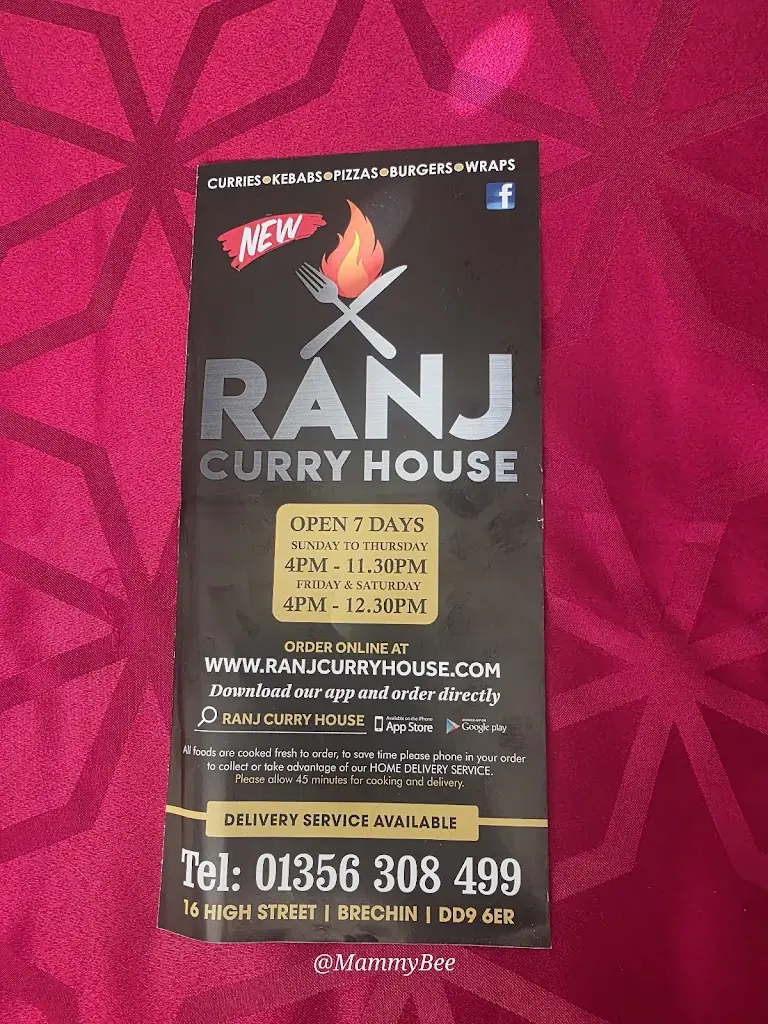 CURRIES●KEBABS●PIZZAS●BURGERS●WRAPS
f
NEW
RANJ
CURRY HOUSE
OPEN 7 DAYS
SUNDAY TO THURSDAY
4PM - 11.30PM
FRIDAY & SATURDAY
4PM - 12.30PM
ORDER ONLINE AT
WWW.RANJCURRYHOUSE.COM
Download our app and order directly
RANJ CURRY HOUSE
Available on the iPhone
App Store
Google play
All foods are cooked fresh to order, to save time please phone in your order
to collect or take advantage of our HOME DELIVERY SERVICE.
Please allow 45 minutes for cooking and delivery.
DELIVERY SERVICE AVAILABLE
Tel: 01356 308 499
16 HIGH STREET | BRECHIN | DD9 6ER
@MammyBee